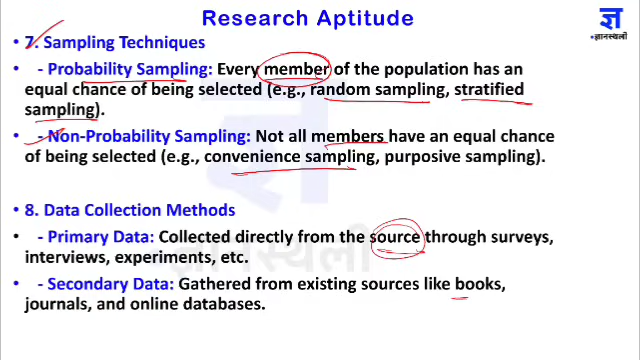 Research Aptitude
ज्ञ
ज्ञानस्थली
• 7. Sampling Techniques
• - Probability Sampling: Every member of the population has an
equal chance of being selected (e.g., random sampling, stratified
sampling).
• - Non-Probability Sampling: Not all members have an equal chance
of being selected (e.g., convenience sampling, purposive sampling).
• 8. Data Collection Methods
• - Primary Data: Collected directly from the source through surveys,
interviews, experiments, etc.
• - Secondary Data: Gathered from existing sources like books,
journals, and online databases.
ज्ञ
ज्ञानस्थली